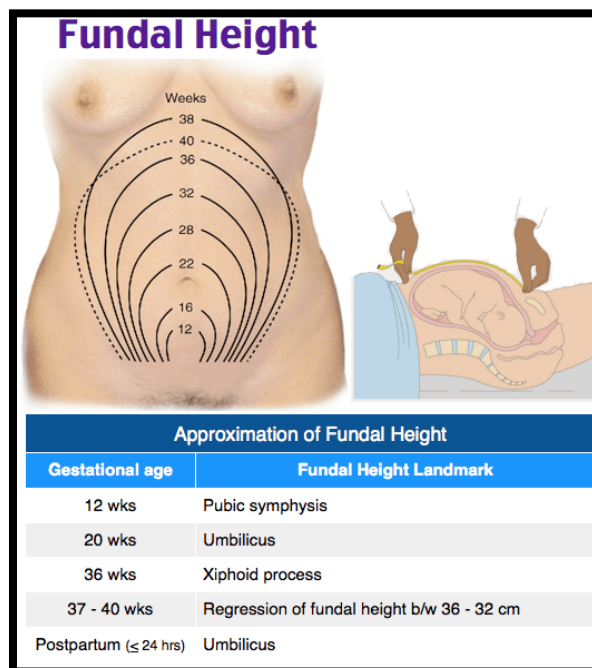 Fundal Height
Weeks
38
40
36
32
28
22
16
12
Approximation of Fundal Height
Gestational age Fundal Height Landmark
12 wks Pubic symphysis
20 wks Umbilicus
36 wks Xiphoid process
37 - 40 wks Regression of fundal height b/w 36 - 32 cm
Postpartum (≤ 24 hrs) Umbilicus